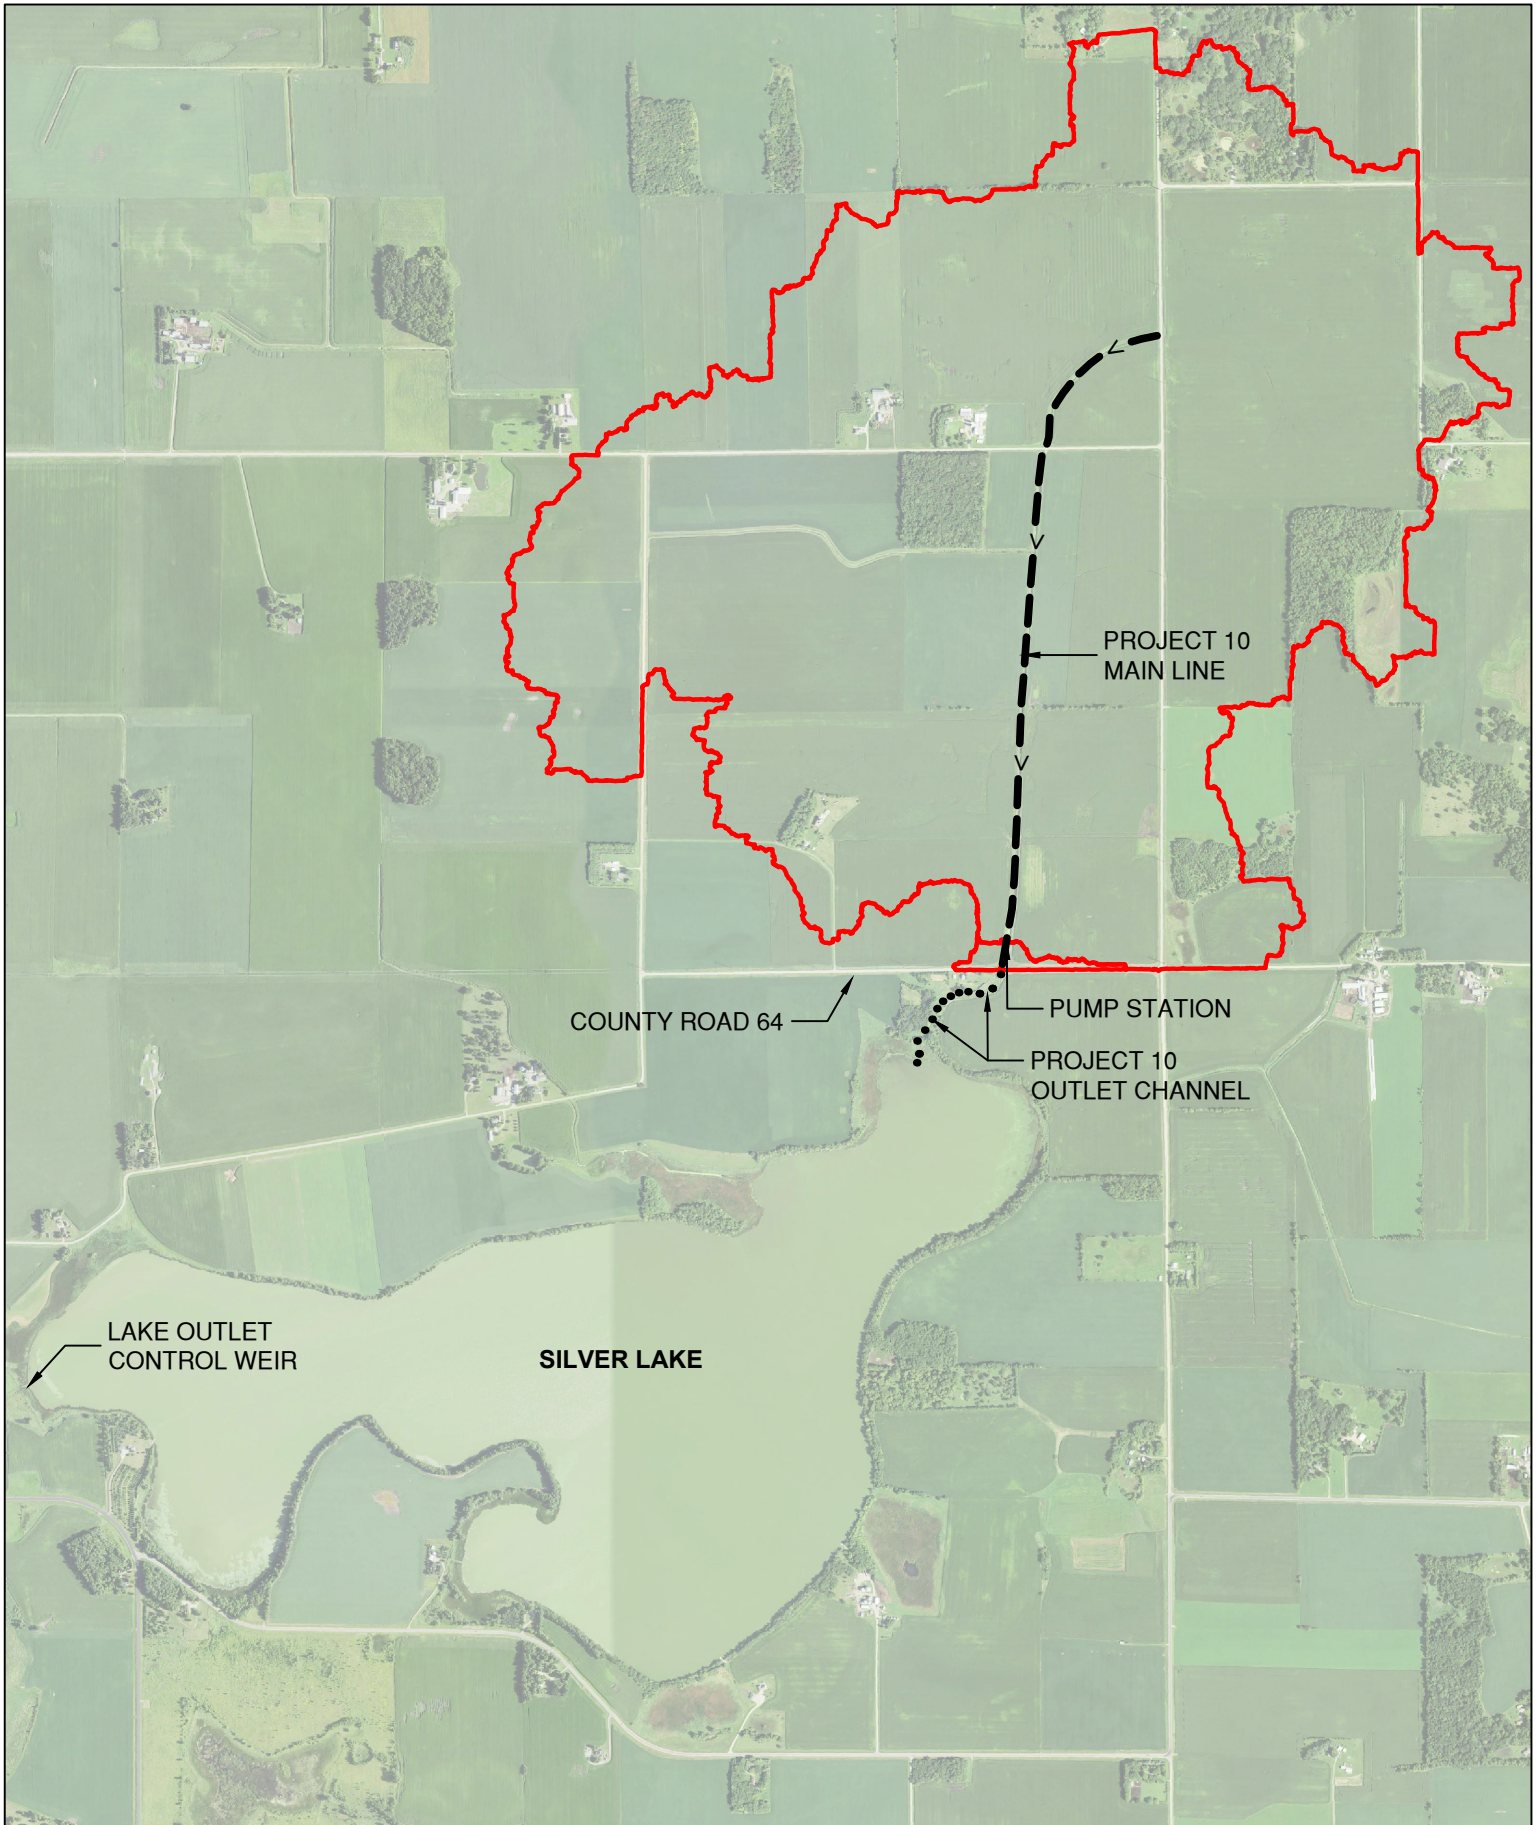 PROJECT 10
MAIN LINE
COUNTY ROAD 64
PUMP STATION
PROJECT 10
OUTLET CHANNEL
LAKE OUTLET
CONTROL WEIR
SILVER LAKE